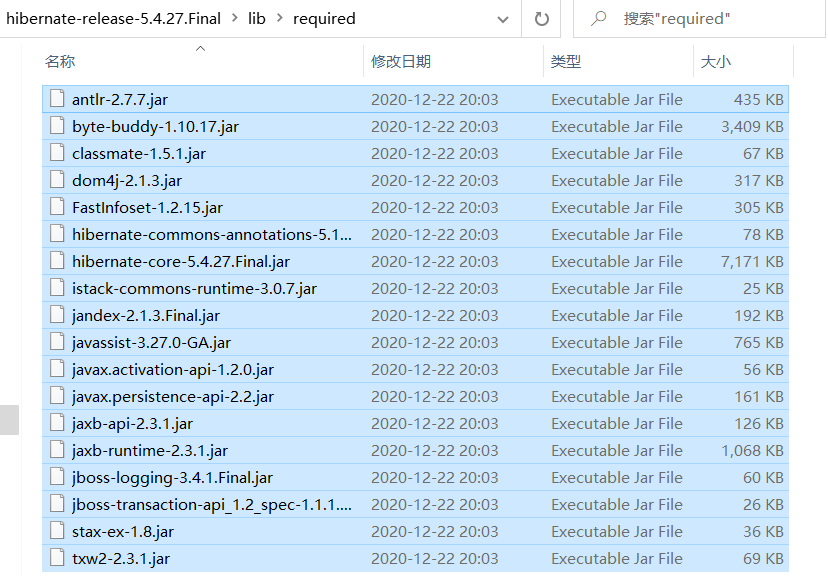 hibernate-release-5.4.27.Final > lib > required 搜索"required"
名称 修改日期 类型 大小
antlr-2.7.7.jar 2020-12-22 20:03 Executable Jar File 435 KB
byte-buddy-1.10.17.jar 2020-12-22 20:03 Executable Jar File 3,409 KB
classmate-1.5.1.jar 2020-12-22 20:03 Executable Jar File 67 KB
dom4j-2.1.3.jar 2020-12-22 20:03 Executable Jar File 317 KB
FastInfoset-1.2.15.jar 2020-12-22 20:03 Executable Jar File 305 KB
hibernate-commons-annotations-5.1... 2020-12-22 20:03 Executable Jar File 78 KB
hibernate-core-5.4.27.Final.jar 2020-12-22 20:03 Executable Jar File 7,171 KB
istack-commons-runtime-3.0.7.jar 2020-12-22 20:03 Executable Jar File 25 KB
jandex-2.1.3.Final.jar 2020-12-22 20:03 Executable Jar File 192 KB
javassist-3.27.0-GA.jar 2020-12-22 20:03 Executable Jar File 765 KB
javax.activation-api-1.2.0.jar 2020-12-22 20:03 Executable Jar File 56 KB
javax.persistence-api-2.2.jar 2020-12-22 20:03 Executable Jar File 161 KB
jaxb-api-2.3.1.jar 2020-12-22 20:03 Executable Jar File 126 KB
jaxb-runtime-2.3.1.jar 2020-12-22 20:03 Executable Jar File 1,068 KB
jboss-logging-3.4.1.Final.jar 2020-12-22 20:03 Executable Jar File 60 KB
jboss-transaction-api_1.2_spec-1.1.1.... 2020-12-22 20:03 Executable Jar File 26 KB
stax-ex-1.8.jar 2020-12-22 20:03 Executable Jar File 36 KB
txw2-2.3.1.jar 2020-12-22 20:03 Executable Jar File 69 KB